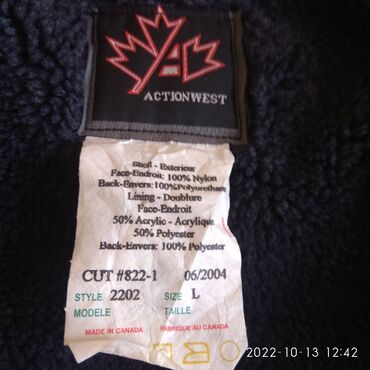 ACTIONWEST
Shell - Exterieur
Face-Endroit: 100% Nylon
Back-Envers: 100%Polyurethane
Lining - Doublure
Face-Endroit
50% Acrylic - Acrylique
50% Polyester
Back-Envers: 100% Polyester
CUT #822-1 06/2004
STYLE 2202 SIZE L
MODELE TAILLE
MADE IN CANADA FABRIQUE AU CANADA
2022-10-13 12:42